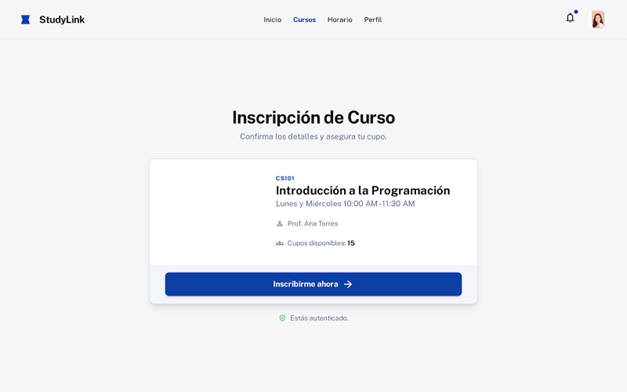 StudyLink
Inicio Cursos Horario Perfil
Inscripción de Curso
Confirma los detalles y asegura tu cupo.
CS101
Introducción a la Programación
Lunes y Miércoles 10:00 AM - 11:30 AM
Prof. Ana Torres
Cupos disponibles: 15
Inscribirme ahora
Estás autenticado.